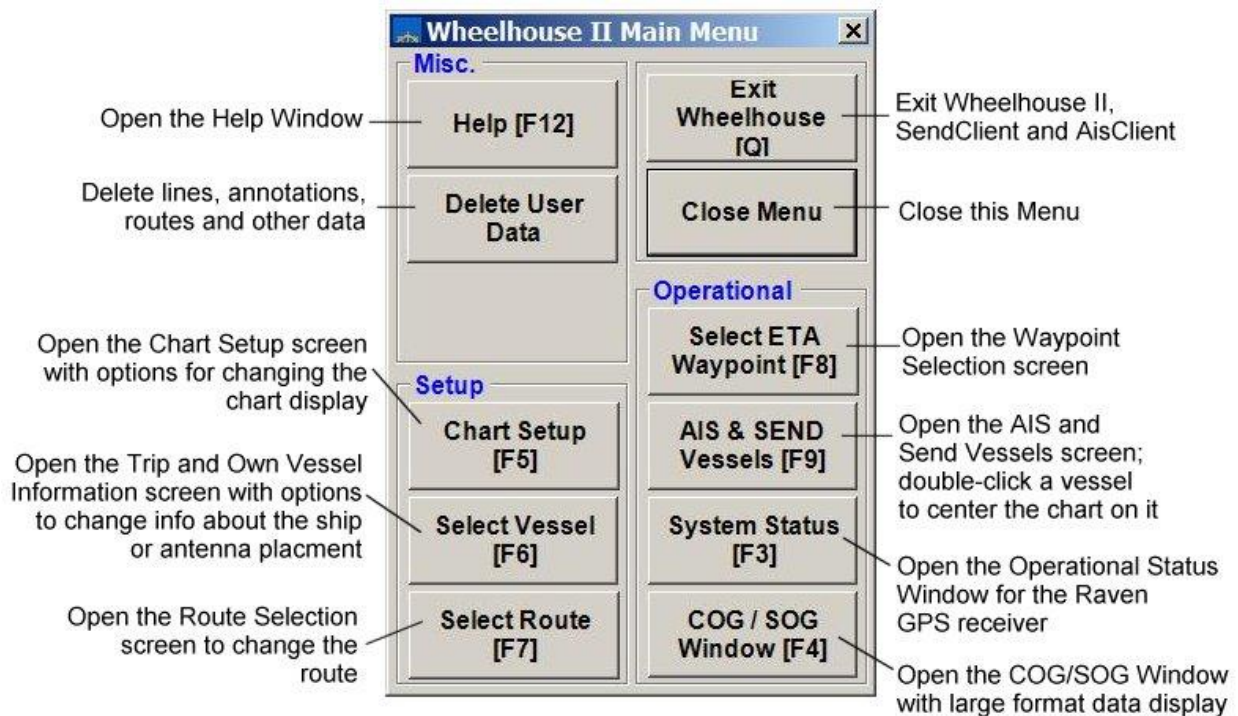 Wheelhouse II Main Menu
Misc.
Open the Help Window
Help [F12]
Delete lines, annotations,
routes and other data
Delete User
Data
Exit
Wheelhouse
[Q]
Exit Wheelhouse II,
SendClient and AisClient
Close Menu
Close this Menu
Setup
Open the Chart Setup screen
with options for changing the
chart display
Chart Setup
[F5]
Open the Trip and Own Vessel
Information screen with options
to change info about the ship
or antenna placment
Select Vessel
[F6]
Open the Route Selection
screen to change the
route
Select Route
[F7]
Operational
Select ETA
Waypoint [F8]
Open the Waypoint
Selection screen
AIS & SEND
Vessels [F9]
Open the AIS and
Send Vessels screen;
double-click a vessel
to center the chart on it
System Status
[F3]
Open the Operational Status
Window for the Raven
GPS receiver
COG / SOG
Window [F4]
Open the COG/SOG Window
with large format data display